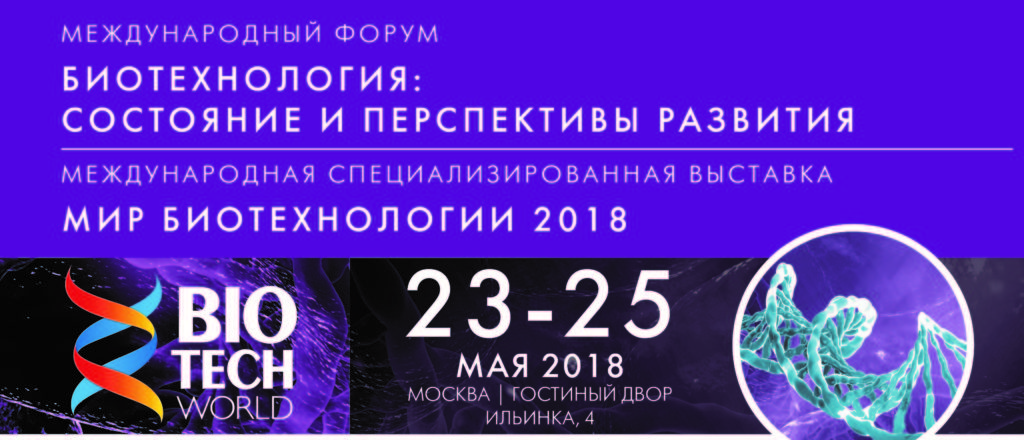 МЕЖДУНАРОДНЫЙ ФОРУМ
БИОТЕХНОЛОГИЯ:
СОСТОЯНИЕ И ПЕРСПЕКТИВЫ РАЗВИТИЯ
МЕЖДУНАРОДНАЯ СПЕЦИАЛИЗИРОВАННАЯ ВЫСТАВКА
МИР БИОТЕХНОЛОГИИ 2018
BIO
TECH
WORLD
23-25
МАЯ 2018
МОСКВА | ГОСТИНЫЙ ДВОР
ИЛЬИНКА, 4